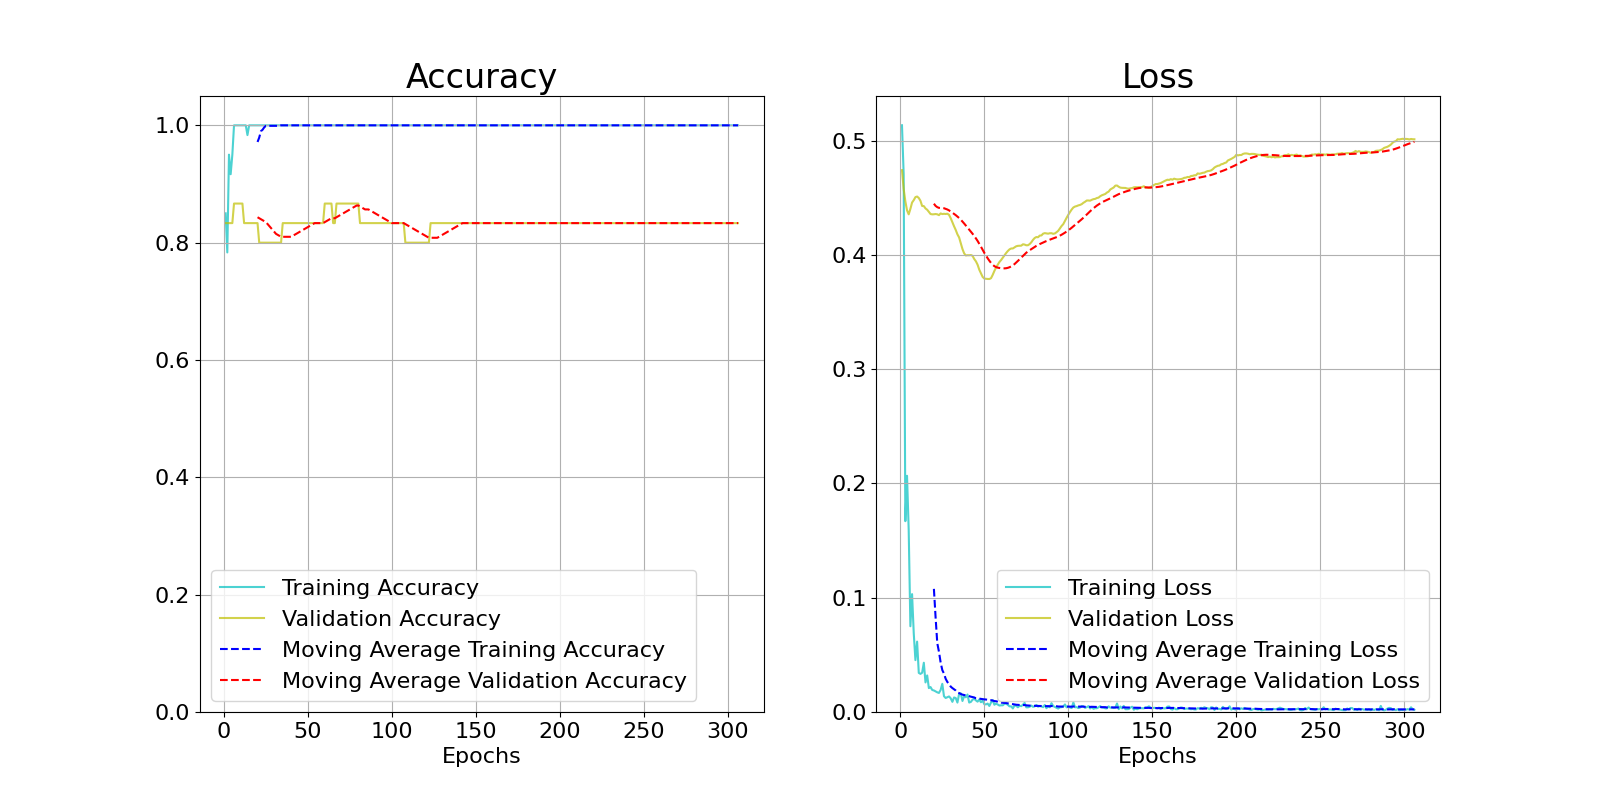 Accuracy
1.0
0.8
0.6
0.4
0.2
0.0
0 50 100 150 200 250 300
Epochs
Training Accuracy
Validation Accuracy
Moving Average Training Accuracy
Moving Average Validation Accuracy
Loss
0.5
0.4
0.3
0.2
0.1
0.0
0 50 100 150 200 250 300
Epochs
Training Loss
Validation Loss
Moving Average Training Loss
Moving Average Validation Loss